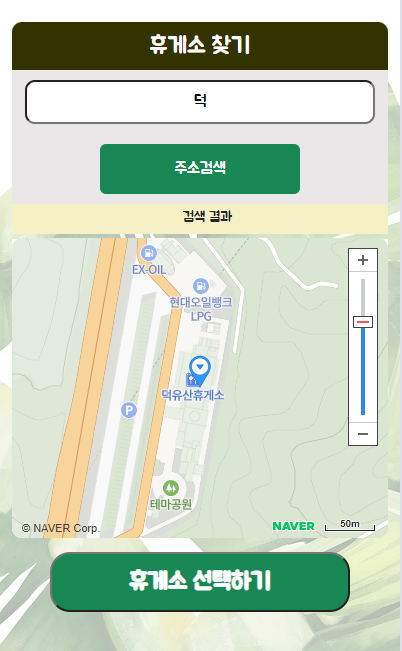 휴게소 찾기
덕
주소검색
검색 결과
EX-OIL
현대오일뱅크
LPG
덕유산휴게소
P
테마공원
© NAVER Corp.
NAVER
50m
휴게소 선택하기